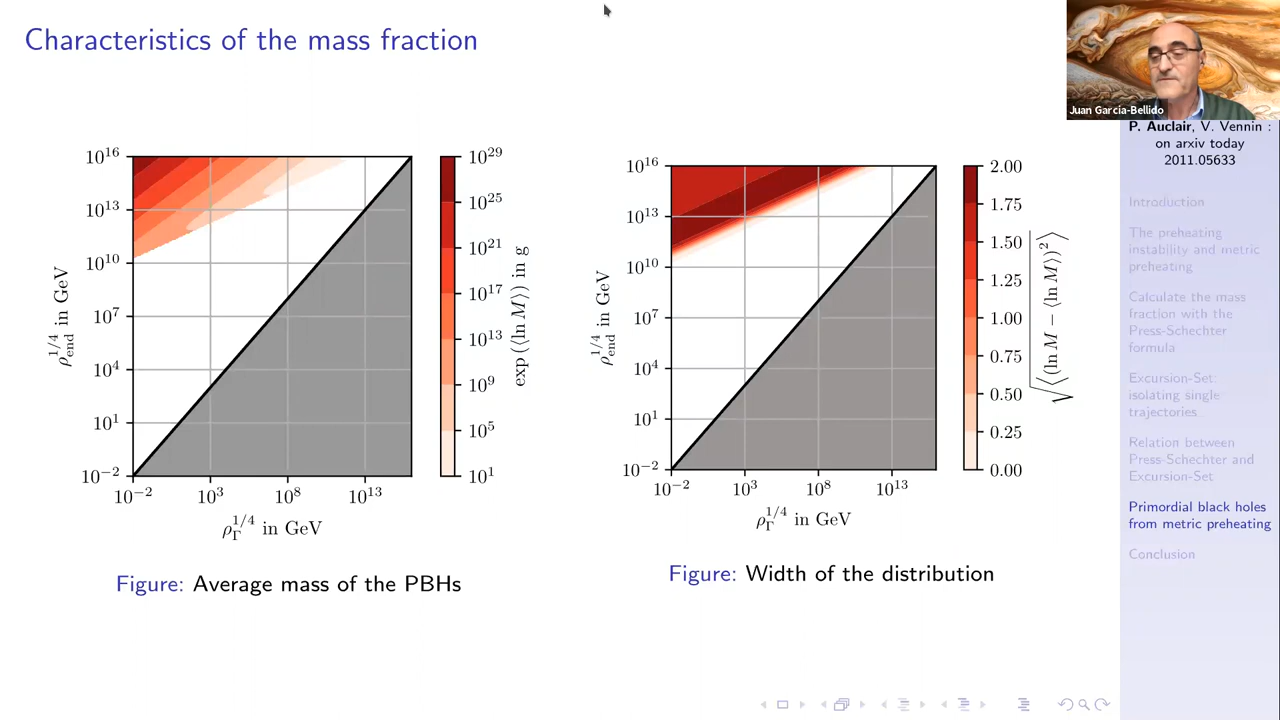 Characteristics of the mass fraction
10^16
10^13
10^10
10^7
10^4
10^1
10^−2
10^−2 10^3 10^8 10^13
ρ_end^1/4 in GeV
ρ_Γ^1/4 in GeV
10^29
10^25
10^21
10^17
10^13
10^9
10^5
10^1
exp (⟨ln M⟩) in g
Figure: Average mass of the PBHs
10^16
10^13
10^10
10^7
10^4
10^1
10^−2
10^−2 10^3 10^8 10^13
ρ_end^1/4 in GeV
ρ_Γ^1/4 in GeV
2.00
1.75
1.50
1.25
1.00
0.75
0.50
0.25
0.00
√⟨(ln M − ⟨ln M⟩)^2⟩
Figure: Width of the distribution
Juan García-Bellido
P. Auclair, V. Vennin :
on arxiv today
2011.05633
Introduction
The preheating
instability and metric
preheating
Calculate the mass
fraction with the
Press-Schechter
formula
Excursion-Set:
isolating single
trajectories
Relation between
Press-Schechter and
Excursion-Set
Primordial black holes
from metric preheating
Conclusion